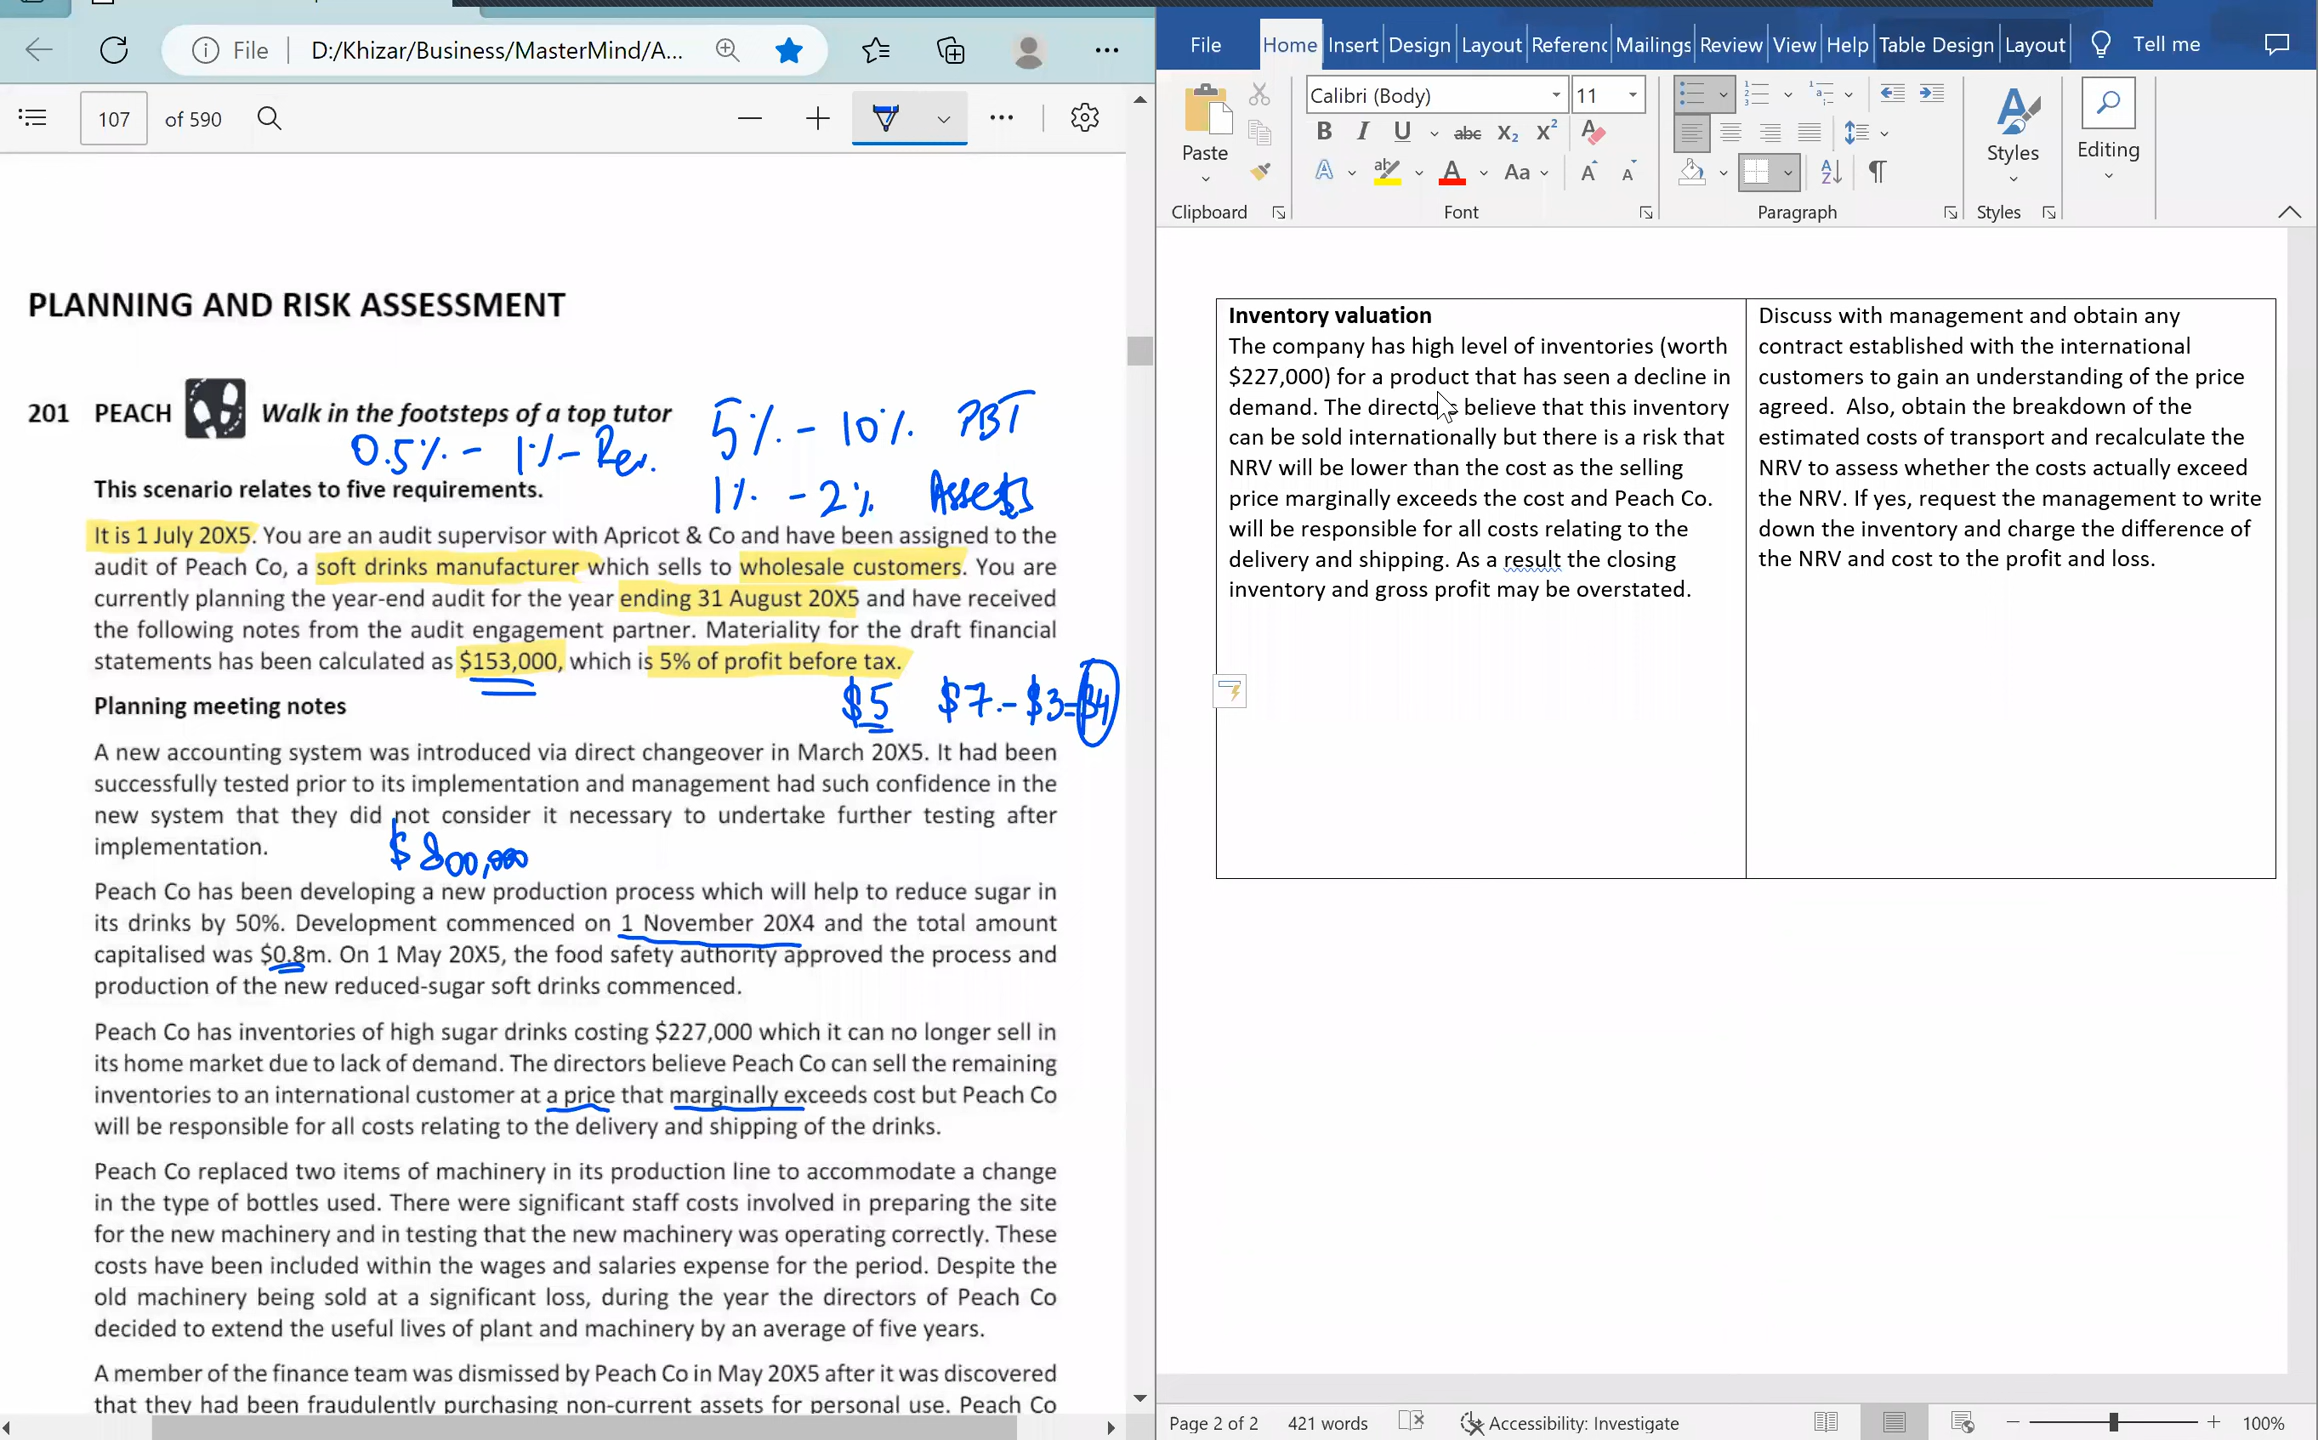 File
D:/Khizar/Business/MasterMind/A...
107 of 590
PLANNING AND RISK ASSESSMENT
201 PEACH Walk in the footsteps of a top tutor
5% - 10% PBT
0.5% - 1% - Rev.
1% - 2% Assets
This scenario relates to five requirements.
It is 1 July 20X5. You are an audit supervisor with Apricot & Co and have been assigned to the
audit of Peach Co, a soft drinks manufacturer which sells to wholesale customers. You are
currently planning the year-end audit for the year ending 31 August 20X5 and have received
the following notes from the audit engagement partner. Materiality for the draft financial
statements has been calculated as $153,000, which is 5% of profit before tax.
$5 $7 - $3 = $4
Planning meeting notes
A new accounting system was introduced via direct changeover in March 20X5. It had been
successfully tested prior to its implementation and management had such confidence in the
new system that they did not consider it necessary to undertake further testing after
implementation.
$800,000
Peach Co has been developing a new production process which will help to reduce sugar in
its drinks by 50%. Development commenced on 1 November 20X4 and the total amount
capitalised was $0.8m. On 1 May 20X5, the food safety authority approved the process and
production of the new reduced-sugar soft drinks commenced.
Peach Co has inventories of high sugar drinks costing $227,000 which it can no longer sell in
its home market due to lack of demand. The directors believe Peach Co can sell the remaining
inventories to an international customer at a price that marginally exceeds cost but Peach Co
will be responsible for all costs relating to the delivery and shipping of the drinks.
Peach Co replaced two items of machinery in its production line to accommodate a change
in the type of bottles used. There were significant staff costs involved in preparing the site
for the new machinery and in testing that the new machinery was operating correctly. These
costs have been included within the wages and salaries expense for the period. Despite the
old machinery being sold at a significant loss, during the year the directors of Peach Co
decided to extend the useful lives of plant and machinery by an average of five years.
A member of the finance team was dismissed by Peach Co in May 20X5 after it was discovered
that they had been fraudulently purchasing non-current assets for personal use. Peach Co
File Home Insert Design Layout Referenc Mailings Review View Help Table Design Layout Tell me
Calibri (Body) 11
B I U abc X2 X2
Paste Styles Editing
A A Aa A A
Clipboard Font Paragraph Styles
Inventory valuation
The company has high level of inventories (worth
$227,000) for a product that has seen a decline in
demand. The directors believe that this inventory
can be sold internationally but there is a risk that
NRV will be lower than the cost as the selling
price marginally exceeds the cost and Peach Co.
will be responsible for all costs relating to the
delivery and shipping. As a result the closing
inventory and gross profit may be overstated.
Discuss with management and obtain any
contract established with the international
customers to gain an understanding of the price
agreed.  Also, obtain the breakdown of the
estimated costs of transport and recalculate the
NRV to assess whether the costs actually exceed
the NRV. If yes, request the management to write
down the inventory and charge the difference of
the NRV and cost to the profit and loss.
Page 2 of 2 421 words Accessibility: Investigate 100%